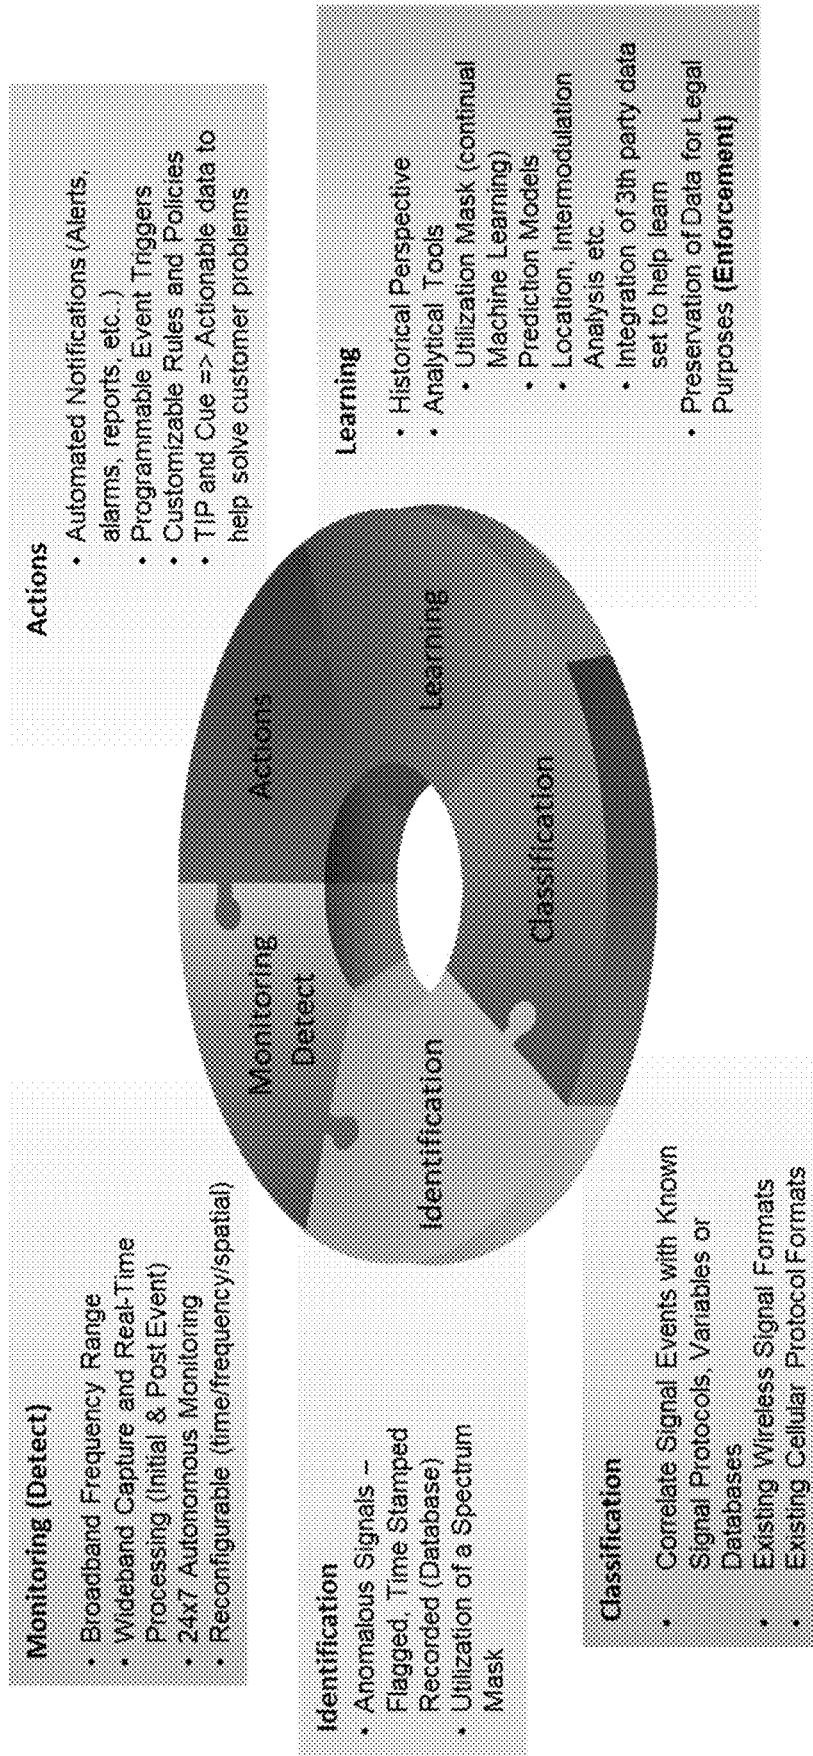 Monitoring (Detect)
• Broadband Frequency Range
• Wideband Capture and Real-Time
Processing (Initial & Post Event)
• 24x7 Autonomous Monitoring
• Reconfigurable (time/frequency/spatial)
Actions
• Automated Notifications (Alerts,
alarms, reports, etc..)
• Programmable Event Triggers
• Customizable Rules and Policies
• TIP and Cue => Actionable data to
help solve customer problems
Identification
• Anomalous Signals –
Flagged, Time Stamped
Recorded (Database)
• Utilization of a Spectrum
Mask
Monitoring
Detect
Actions
Identification
Learning
Classification
Learning
• Historical Perspective
• Analytical Tools
• Utilization Mask (continual
Machine Learning)
• Prediction Models
• Location, Intermodulation
Analysis etc.
• Integration of 3th party data
set to help learn
• Preservation of Data for Legal
Purposes (Enforcement)
Classification
• Correlate Signal Events with Known
Signal Protocols, Variables or
Databases
• Existing Wireless Signal Formats
• Existing Cellular Protocol Formats